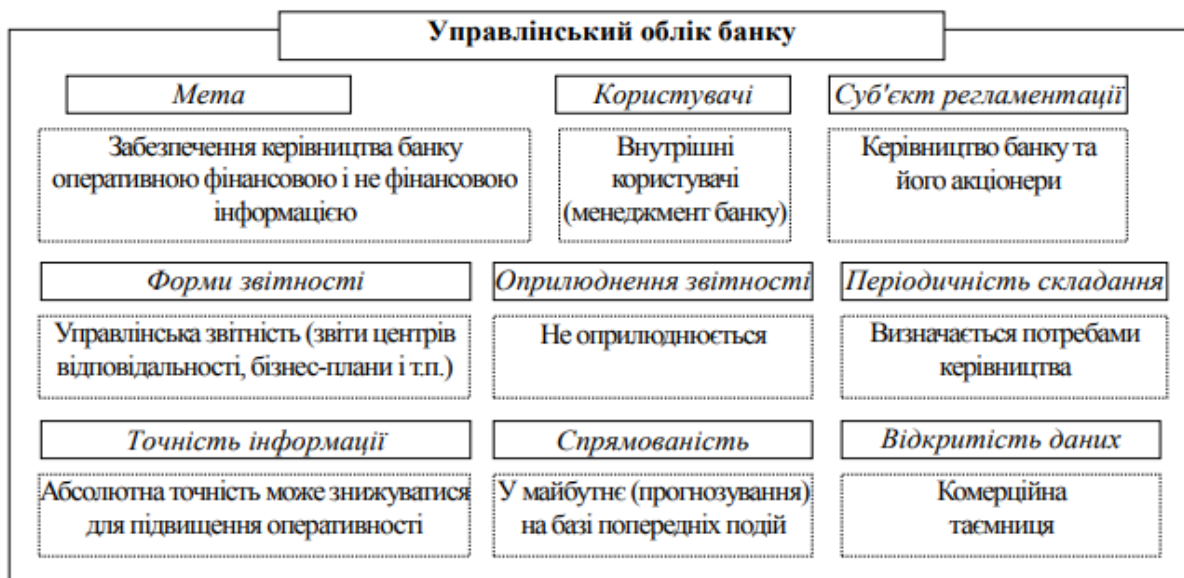 Управлінський облік банку
Мета
Забезпечення керівництва банку
оперативною фінансовою і не фінансовою
інформацією
Користувачі
Внутрішні
користувачі
(менеджмент банку)
Суб'єкт регламентації
Керівництво банку та
його акціонери
Форми звітності
Управлінська звітність (звіти центрів
відповідальності, бізнес-плани і т.п.)
Оприлюднення звітності
Не оприлюднюється
Періодичність складання
Визначається потребами
керівництва
Точність інформації
Абсолютна точність може знижуватися
для підвищення оперативності
Спрямованість
У майбутнє (прогнозування)
на базі попередніх подій
Відкритість даних
Комерційна
таємниця